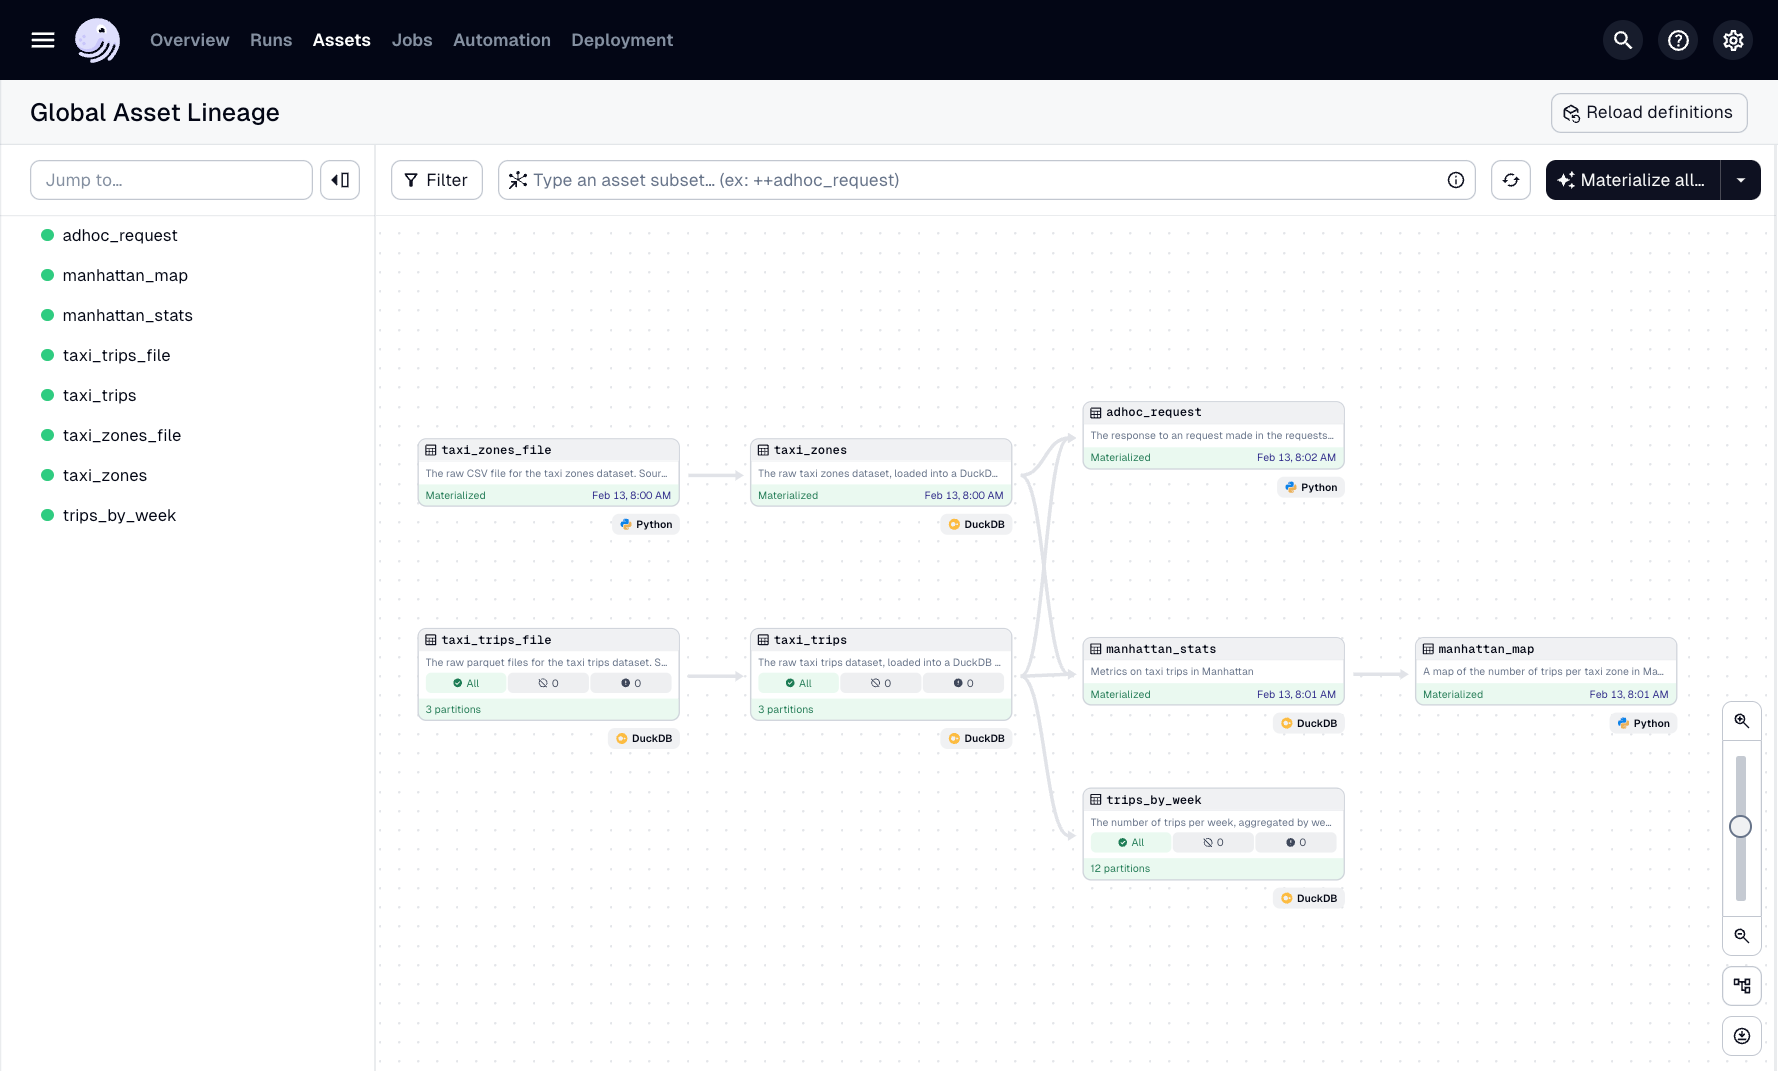 Overview Runs Assets Jobs Automation Deployment
Global Asset Lineage
Reload definitions
Jump to…
Filter
Type an asset subset… (ex: ++adhoc_request)
Materialize all…
adhoc_request
manhattan_map
manhattan_stats
taxi_trips_file
taxi_trips
taxi_zones_file
taxi_zones
trips_by_week
taxi_zones_file
The raw CSV file for the taxi zones dataset. Sour…
Materialized Feb 13, 8:00 AM
Python
taxi_zones
The raw taxi zones dataset, loaded into a DuckD…
Materialized Feb 13, 8:00 AM
DuckDB
adhoc_request
The response to an request made in the requests…
Materialized Feb 13, 8:02 AM
Python
taxi_trips_file
The raw parquet files for the taxi trips dataset. S…
All 0 0
3 partitions
DuckDB
taxi_trips
The raw taxi trips dataset, loaded into a DuckDB …
All 0 0
3 partitions
DuckDB
manhattan_stats
Metrics on taxi trips in Manhattan
Materialized Feb 13, 8:01 AM
DuckDB
manhattan_map
A map of the number of trips per taxi zone in Ma…
Materialized Feb 13, 8:01 AM
Python
trips_by_week
The number of trips per week, aggregated by we…
All 0 0
12 partitions
DuckDB